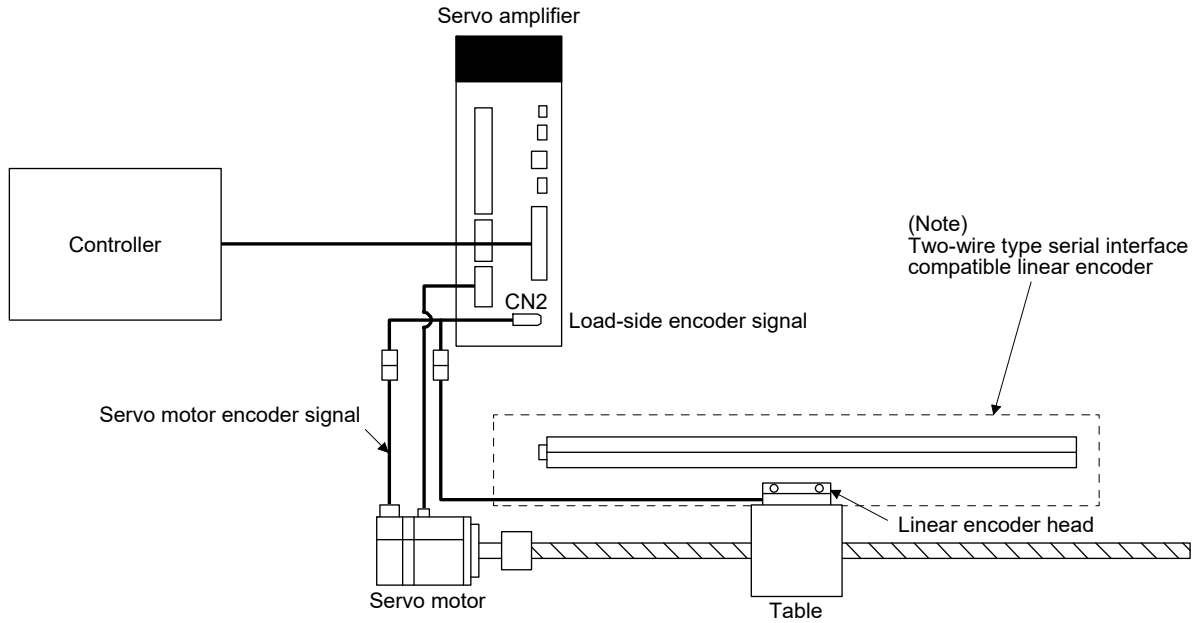 Servo amplifier
Controller
(Note)
Two-wire type serial interface
compatible linear encoder
CN2
Load-side encoder signal
Servo motor encoder signal
Linear encoder head
Servo motor
Table